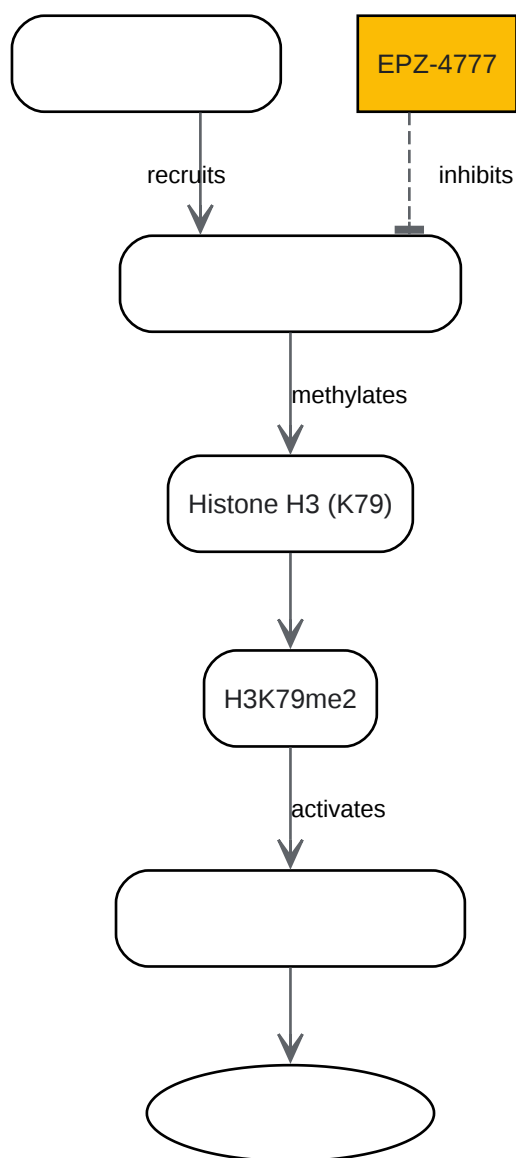 EPZ-4777
recruits
inhibits
methylates
Histone H3 (K79)
H3K79me2
activates